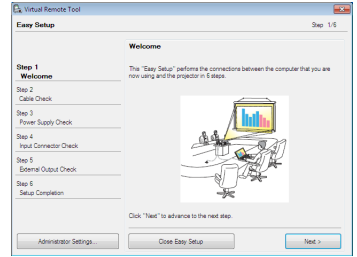 Virtual Remote Tool
Easy Setup
Step 1/6
Welcome
Step 1
Welcome
Step 2
Cable Check
Step 3
Power Supply Check
Step 4
Input Connector Check
Step 5
External Output Check
Step 6
Setup Completion
This "Easy Setup" performs the connections between the computer that you are
now using and the projector in 6 steps.
Click "Next" to advance to the next step.
Administrator Settings...
Close Easy Setup
Next >